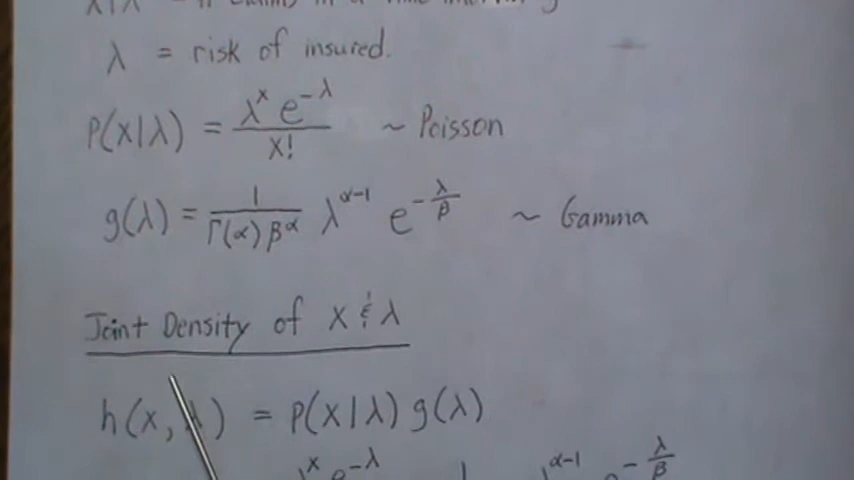 λ = risk of insured.
P(x|λ) = λ^x e^-λ / x! ~ Poisson
g(λ) = 1 / Γ(α) β^α λ^α-1 e^-λ/β ~ Gamma
Joint Density of x & λ
h(x, λ) = P(x|λ) g(λ)